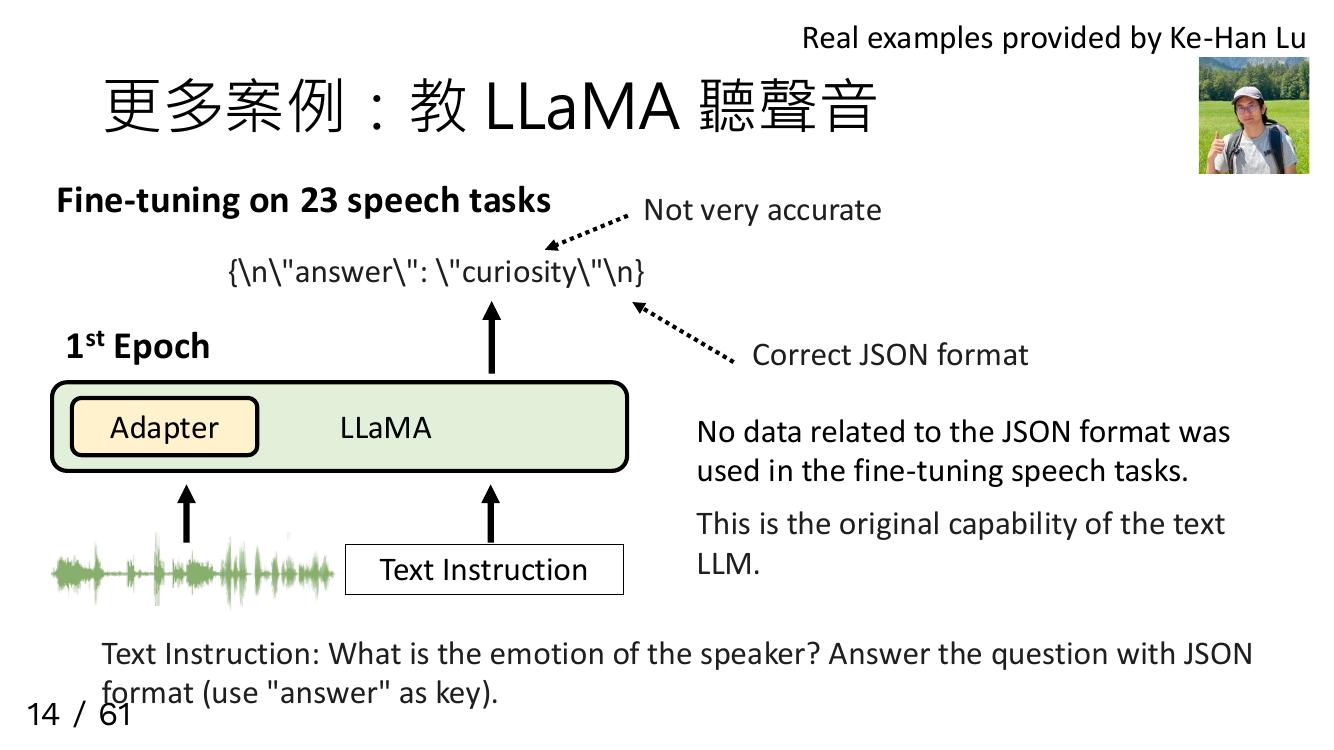 Real examples provided by Ke-Han Lu
更多案例：教 LLaMA 聽聲音
Fine-tuning on 23 speech tasks
Not very accurate
{\n\"answer\": \"curiosity\"\n}
1st Epoch
Correct JSON format
Adapter
LLaMA
No data related to the JSON format was
used in the fine-tuning speech tasks.
This is the original capability of the text
LLM.
Text Instruction
Text Instruction: What is the emotion of the speaker? Answer the question with JSON
format (use "answer" as key).
14 / 61